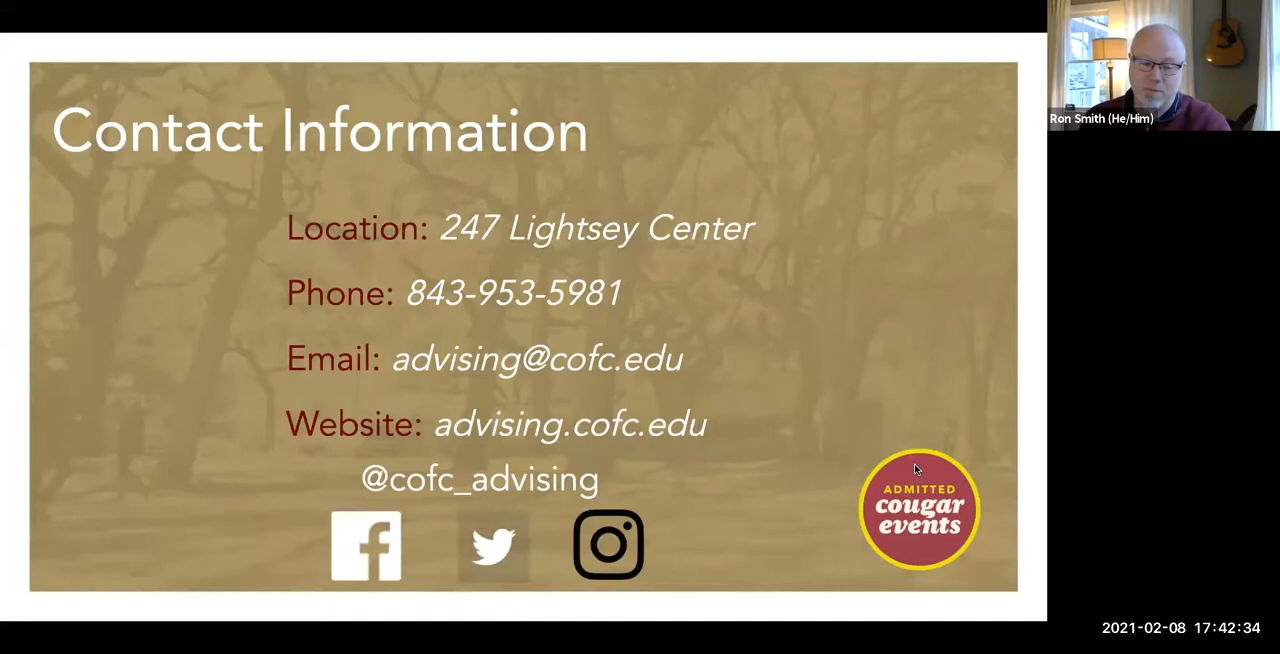 Contact Information
Location: 247 Lightsey Center
Phone: 843-953-5981
Email: advising@cofc.edu
Website: advising.cofc.edu
@cofc_advising
ADMITTED
cougar
events
Ron Smith (He/Him)
2021-02-08 17:42:34